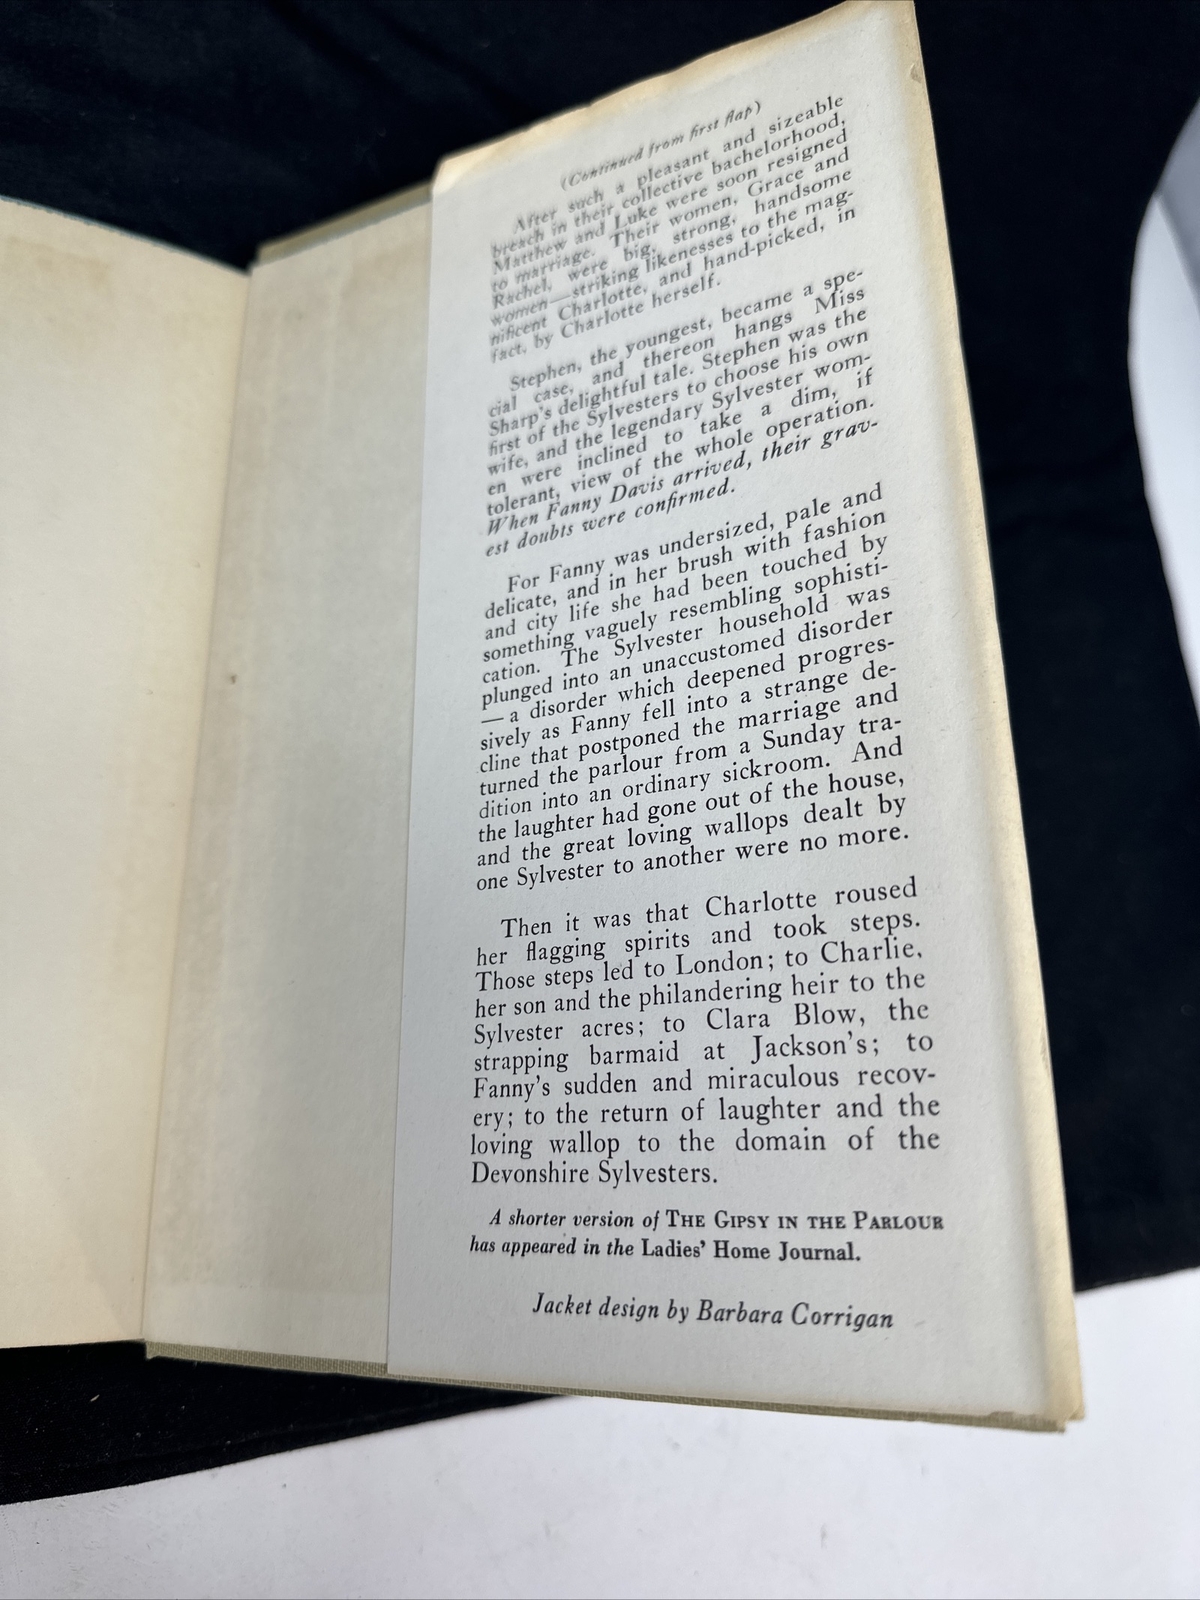 (Continued from first flap)
After such a pleasant and sizeable
breach in their collective bachelorhood,
Matthew and Luke were soon resigned
to marriage. Their women, Grace and
Rachel, were big, strong, handsome
women—striking likenesses to the mag-
nificent Charlotte, and hand-picked, in
fact, by Charlotte herself.
Stephen, the youngest, became a spe-
cial case, and thereon hangs Miss
Sharp's delightful tale. Stephen was the
first of the Sylvesters to choose his own
wife, and the legendary Sylvester wom-
en were inclined to take a dim, if
tolerant, view of the whole operation.
When Fanny Davis arrived, their grav-
est doubts were confirmed.
For Fanny was undersized, pale and
delicate, and in her brush with fashion
and city life she had been touched by
something vaguely resembling sophisti-
cation. The Sylvester household was
plunged into an unaccustomed disorder
—a disorder which deepened progres-
sively as Fanny fell into a strange de-
cline that postponed the marriage and
turned the parlour from a Sunday tra-
dition into an ordinary sickroom. And
the laughter had gone out of the house,
and the great loving wallops dealt by
one Sylvester to another were no more.
Then it was that Charlotte roused
her flagging spirits and took steps.
Those steps led to London; to Charlie,
her son and the philandering heir to the
Sylvester acres; to Clara Blow, the
strapping barmaid at Jackson's; to
Fanny's sudden and miraculous recov-
ery; to the return of laughter and the
loving wallop to the domain of the
Devonshire Sylvesters.
A shorter version of THE GIPSY IN THE PARLOUR
has appeared in the Ladies' Home Journal.
Jacket design by Barbara Corrigan